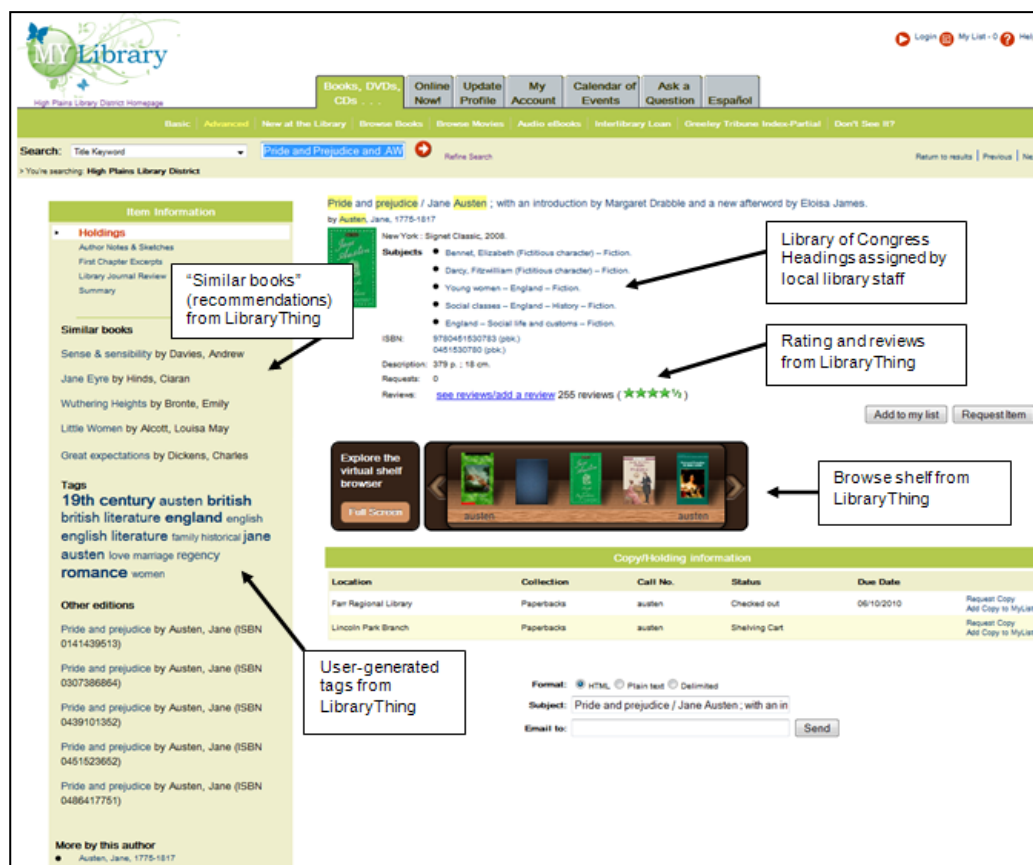 MY Library
High Plains Library District Homepage
Login My List - 0 Hel
Books, DVDs, CDs . . .
Online Now!
Update Profile
My Account
Calendar of Events
Ask a Question
Español
Basic Advanced New at the Library Browse Books Browse Movies Audio eBooks Interlibrary Loan Greeley Tribune Index-Partial Don't See It?
Search: Title Keyword Pride and Prejudice and .AW Refine Search
Return to results Previous Ne
> You're searching: High Plains Library District
Item Information
Holdings
Author Notes & Sketches
First Chapter Excerpts
Library Journal Review
Summary
"Similar books"
(recommendations)
from LibraryThing
Similar books
Sense & sensibility by Davies, Andrew
Jane Eyre by Hinds, Ciaran
Wuthering Heights by Bronte, Emily
Little Women by Alcott, Louisa May
Great expectations by Dickens, Charles
Tags
19th century austen british
british literature england english
english literature family historical jane
austen love marriage regency
romance women
Other editions
Pride and prejudice by Austen, Jane (ISBN
0141439513)
Pride and prejudice by Austen, Jane (ISBN
0307386864)
Pride and prejudice by Austen, Jane (ISBN
0439101352)
Pride and prejudice by Austen, Jane (ISBN
0451523652)
Pride and prejudice by Austen, Jane (ISBN
0486417751)
More by this author
Austen, Jane, 1775-1817
Pride and prejudice / Jane Austen ; with an introduction by Margaret Drabble and a new afterword by Eloisa James.
by Austen, Jane, 1775-1817
New York : Signet Classic, 2008.
Subjects
Bennet, Elizabeth (Fictitious character) – Fiction.
Darcy, Fitzwilliam (Fictitious character) – Fiction.
Young women – England – Fiction.
Social classes – England – History – Fiction.
England – Social life and customs – Fiction.
ISBN: 9780451530783 (pbk.)
0451530780 (pbk.)
Description: 379 p. ; 18 cm.
Requests: 0
Reviews: see reviews/add a review 255 reviews ( ½ )
Library of Congress
Headings assigned by
local library staff
Rating and reviews
from LibraryThing
Add to my list Request Item
Explore the
virtual shelf
browser
Full Screen
austen austen
Browse shelf from
LibraryThing
Copy/Holding information
Location Collection Call No. Status Due Date
Farr Regional Library Paperbacks austen Checked out 06/10/2010 Request Copy
Add Copy to MyList
Lincoln Park Branch Paperbacks austen Shelving Cart Request Copy
Add Copy to MyList
User-generated
tags from
LibraryThing
Format: HTML Plain text Delimited
Subject: Pride and prejudice / Jane Austen ; with an in
Email to: Send